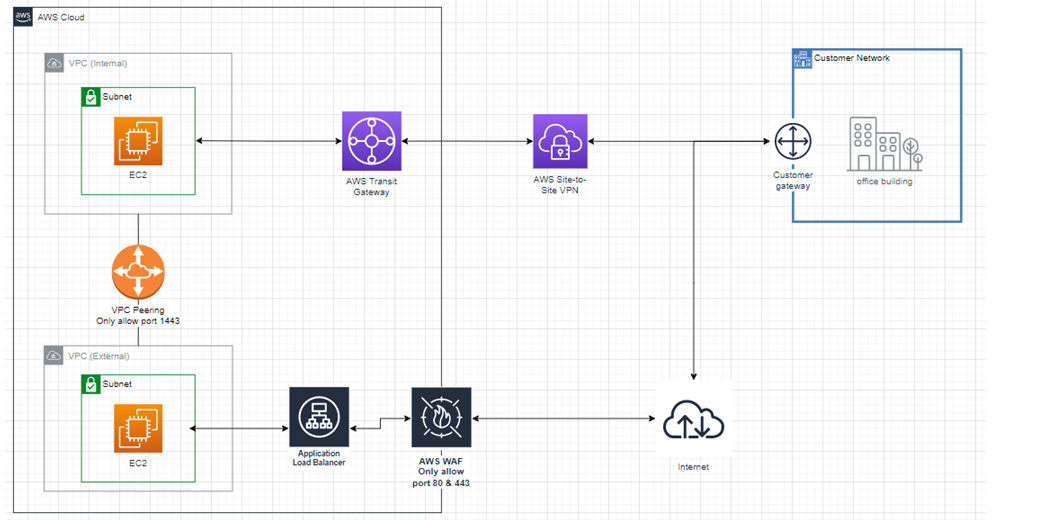 aws
AWS Cloud
VPC (Internal)
Subnet
EC2
AWS Transit
Gateway
AWS Site-to-
Site VPN
Customer Network
Customer
gateway
office building
VPC Peering
Only allow port 1443
VPC (External)
Subnet
EC2
Application
Load Balancer
AWS WAF
Only allow
port 80 & 443
Internet